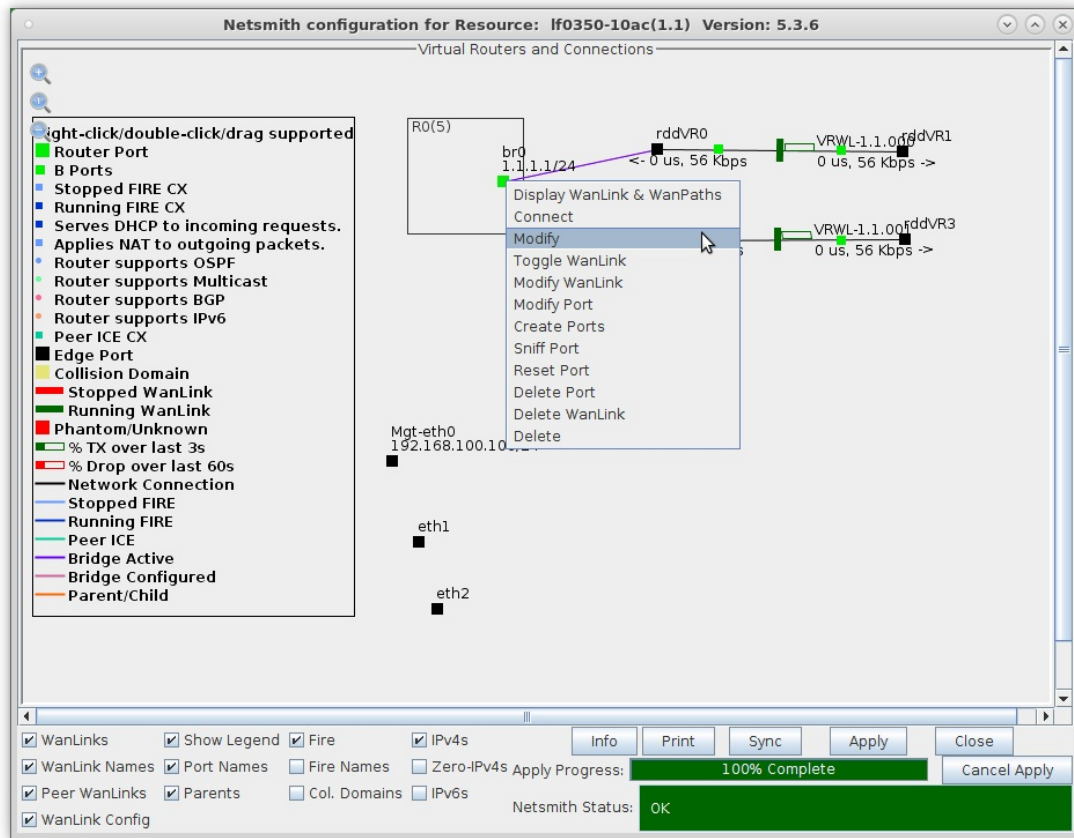 Netsmith configuration for Resource: lf0350-10ac(1.1) Version: 5.3.6
Virtual Routers and Connections
ight-click/double-click/drag supported
Router Port
B Ports
Stopped FIRE CX
Running FIRE CX
Serves DHCP to incoming requests.
Applies NAT to outgoing packets.
Router supports OSPF
Router supports Multicast
Router supports BGP
Router supports IPv6
Peer ICE CX
Edge Port
Collision Domain
Stopped WanLink
Running WanLink
Phantom/Unknown
% TX over last 3s
% Drop over last 60s
Network Connection
Stopped FIRE
Running FIRE
Peer ICE
Bridge Active
Bridge Configured
Parent/Child
R0(5)
br0
1.1.1.1/24
rddVR0
<- 0 us, 56 Kbps
VRWL-1.1.000
rddVR1
0 us, 56 Kbps ->
VRWL-1.1.001
rddVR3
0 us, 56 Kbps ->
Display WanLink & WanPaths
Connect
Modify
Toggle WanLink
Modify WanLink
Modify Port
Create Ports
Sniff Port
Reset Port
Delete Port
Delete WanLink
Delete
Mgt-eth0
192.168.100.10
eth1
eth2
WanLinks Show Legend Fire IPv4s Info Print Sync Apply Close
WanLink Names Port Names Fire Names Zero-IPv4s Apply Progress: 100% Complete Cancel Apply
Peer WanLinks Parents Col. Domains IPv6s
Netsmith Status: OK
WanLink Config